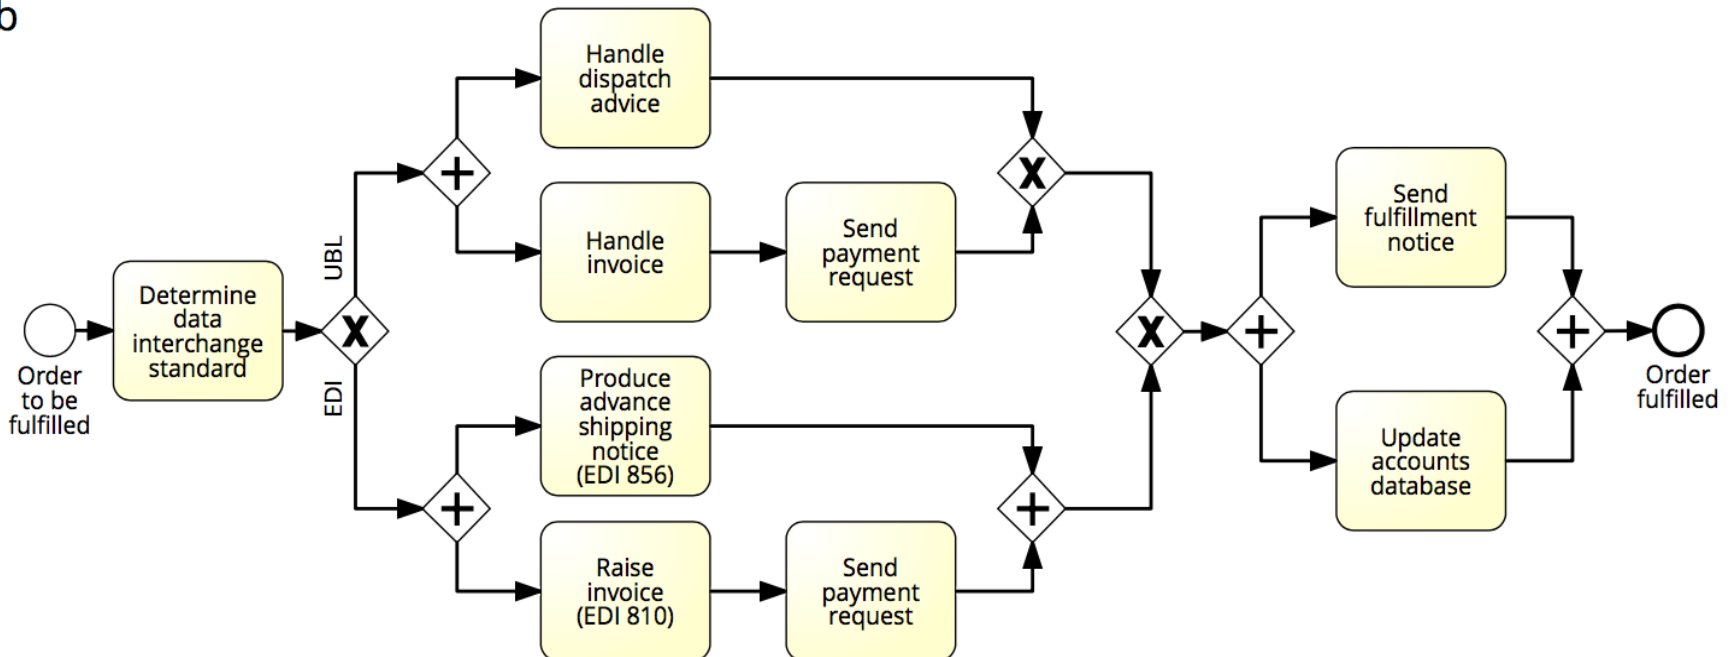 b
Handle
dispatch
advice
Handle
invoice
Send
payment
request
UBL
Determine
data
interchange
standard
EDI
Order
to be
fulfilled
Produce
advance
shipping
notice
(EDI 856)
Raise
invoice
(EDI 810)
Send
payment
request
Send
fulfillment
notice
Update
accounts
database
Order
fulfilled